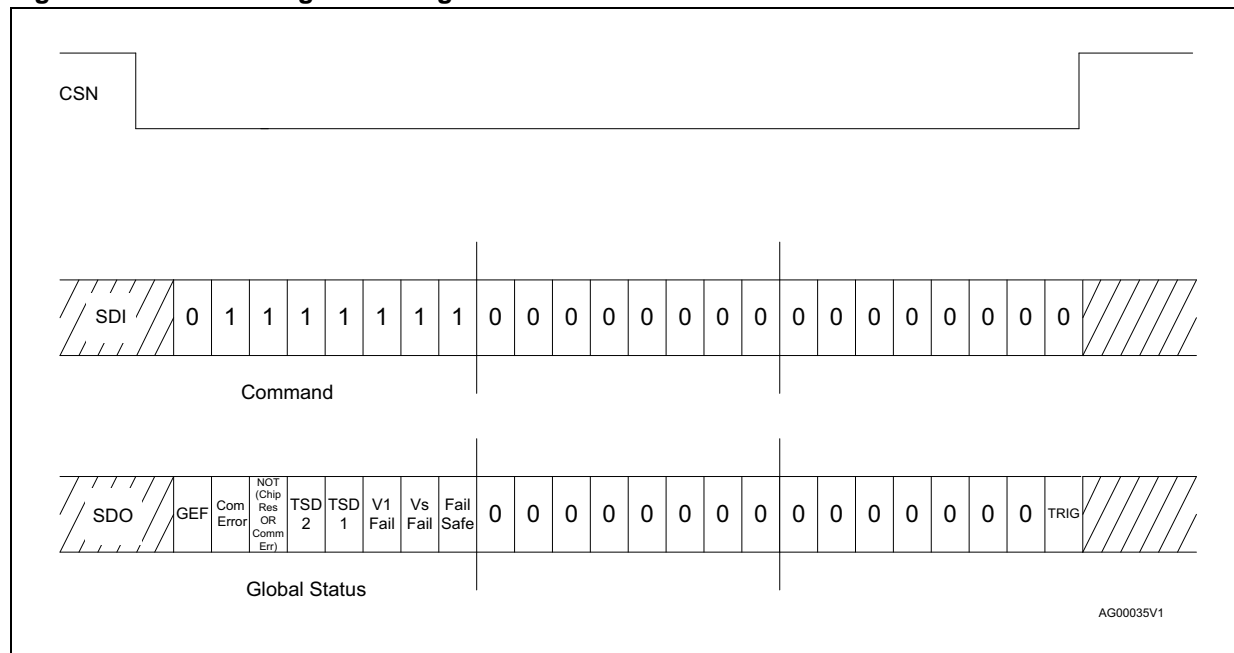 CSN
SDI 0 1 1 1 1 1 1 1 0 0 0 0 0 0 0 0 0 0 0 0 0 0 0 0
Command
SDO GEF Com Error NOT (Chip Res OR Comm Err) TSD 2 TSD 1 V1 Fail Vs Fail Fail Safe 0 0 0 0 0 0 0 0 0 0 0 0 0 0 0 TRIG
Global Status
AG00035V1